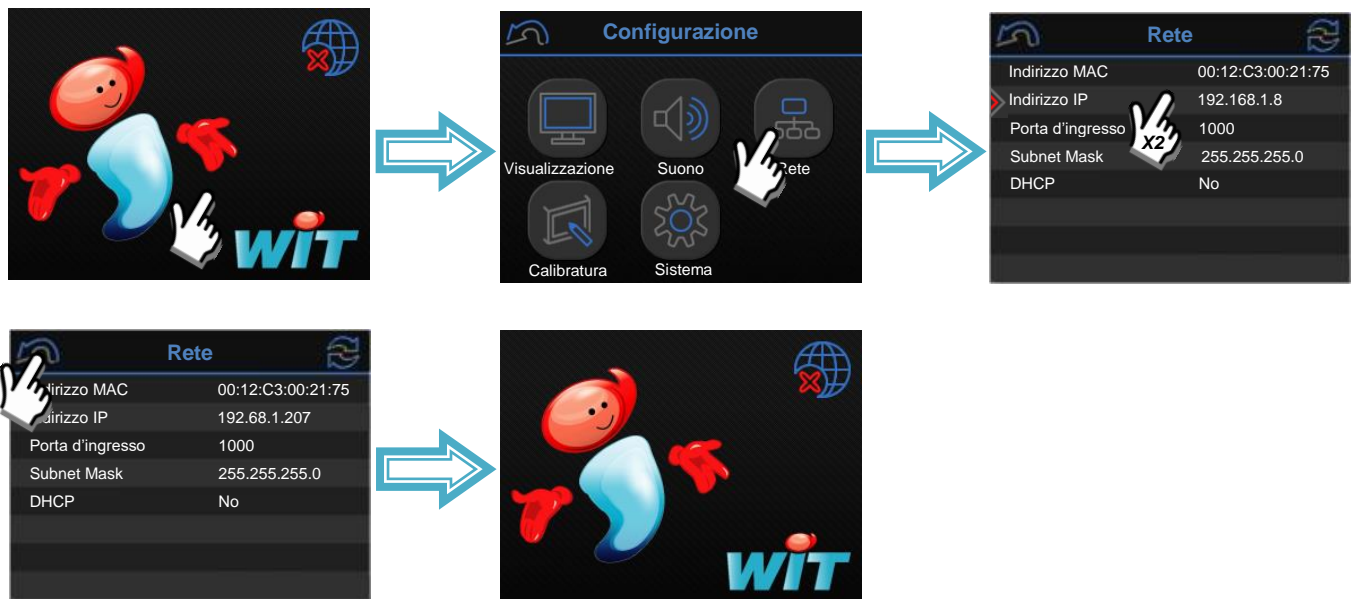 WIT
Configurazione
Visualizzazione
Suono
Calibratura
Sistema
Rete
Indirizzo MAC 00:12:C3:00:21:75
Indirizzo IP 192.168.1.8
Porta d'ingresso 1000
X2
Subnet Mask 255.255.255.0
DHCP No
Rete
MAC 00:12:C3:00:21:75
IP 192.68.1.207
Porta d'ingresso 1000
Subnet Mask 255.255.255.0
DHCP No
WIT